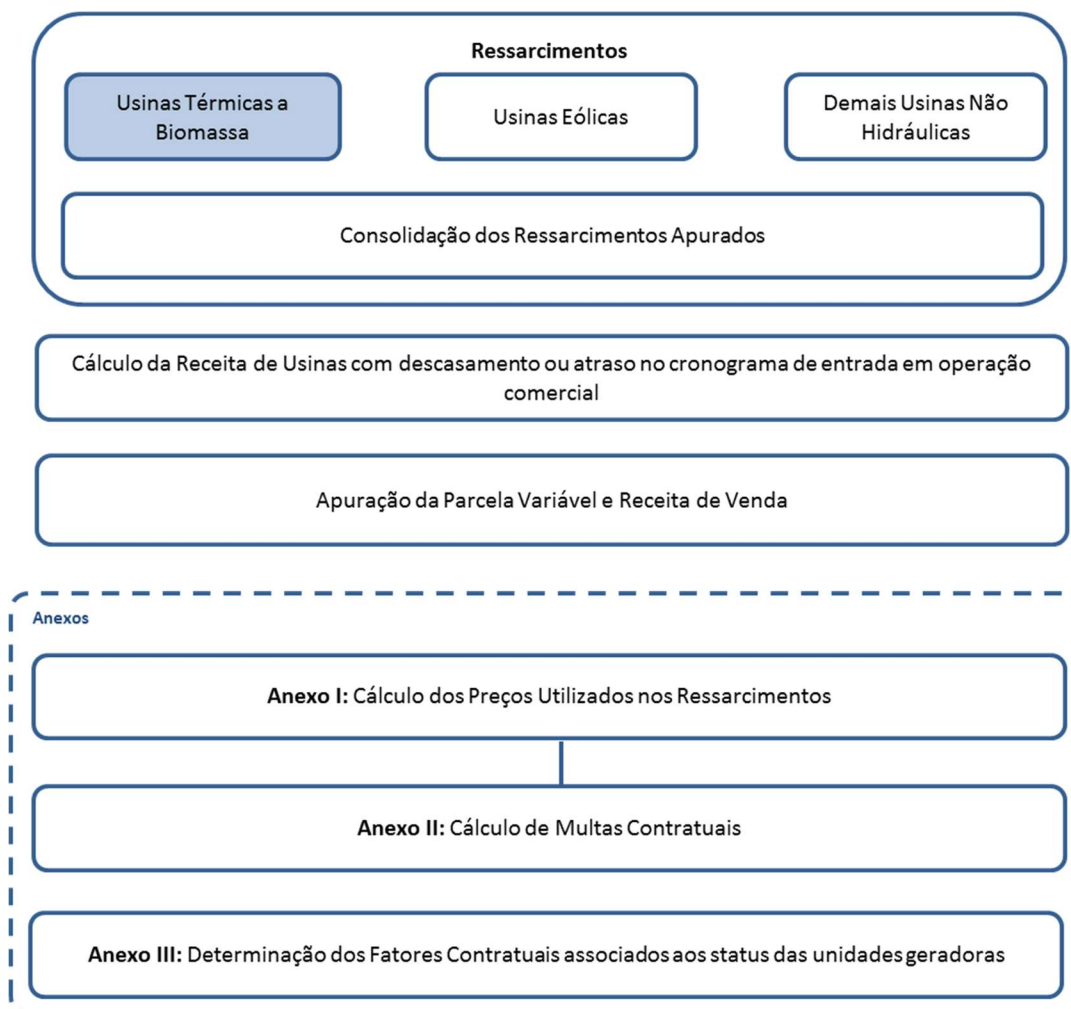 Ressarcimentos
Usinas Térmicas a
Biomassa
Usinas Eólicas
Demais Usinas Não
Hidráulicas
Consolidação dos Ressarcimentos Apurados
Cálculo da Receita de Usinas com descasamento ou atraso no cronograma de entrada em operação
comercial
Apuração da Parcela Variável e Receita de Venda
Anexos
Anexo I: Cálculo dos Preços Utilizados nos Ressarcimentos
Anexo II: Cálculo de Multas Contratuais
Anexo III: Determinação dos Fatores Contratuais associados aos status das unidades geradoras